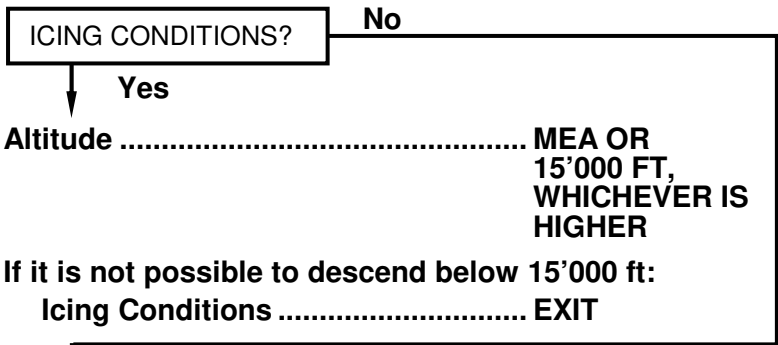 ICING CONDITIONS? No
Yes
Altitude ................................................. MEA OR
15'000 FT,
WHICHEVER IS
HIGHER
If it is not possible to descend below 15'000 ft:
Icing Conditions .............................. EXIT